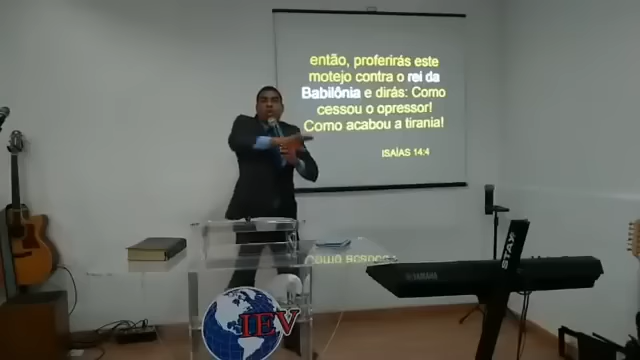 então, proferirás este
motejo contra o rei da
Babilônia e dirás: Como
cessou o opressor!
Como acabou a tirania!
ISAÍAS 14:4
IEV
YAMAHA
STAY